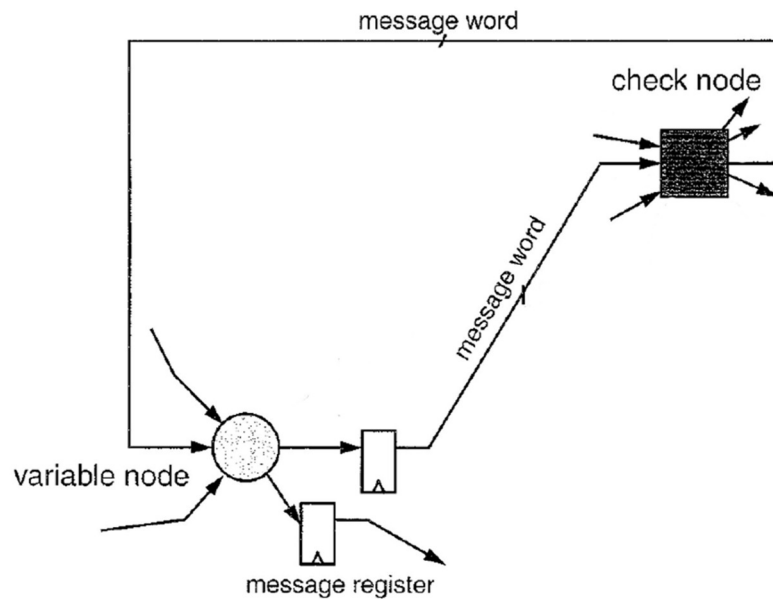 message word
check node
message word
variable node
message register